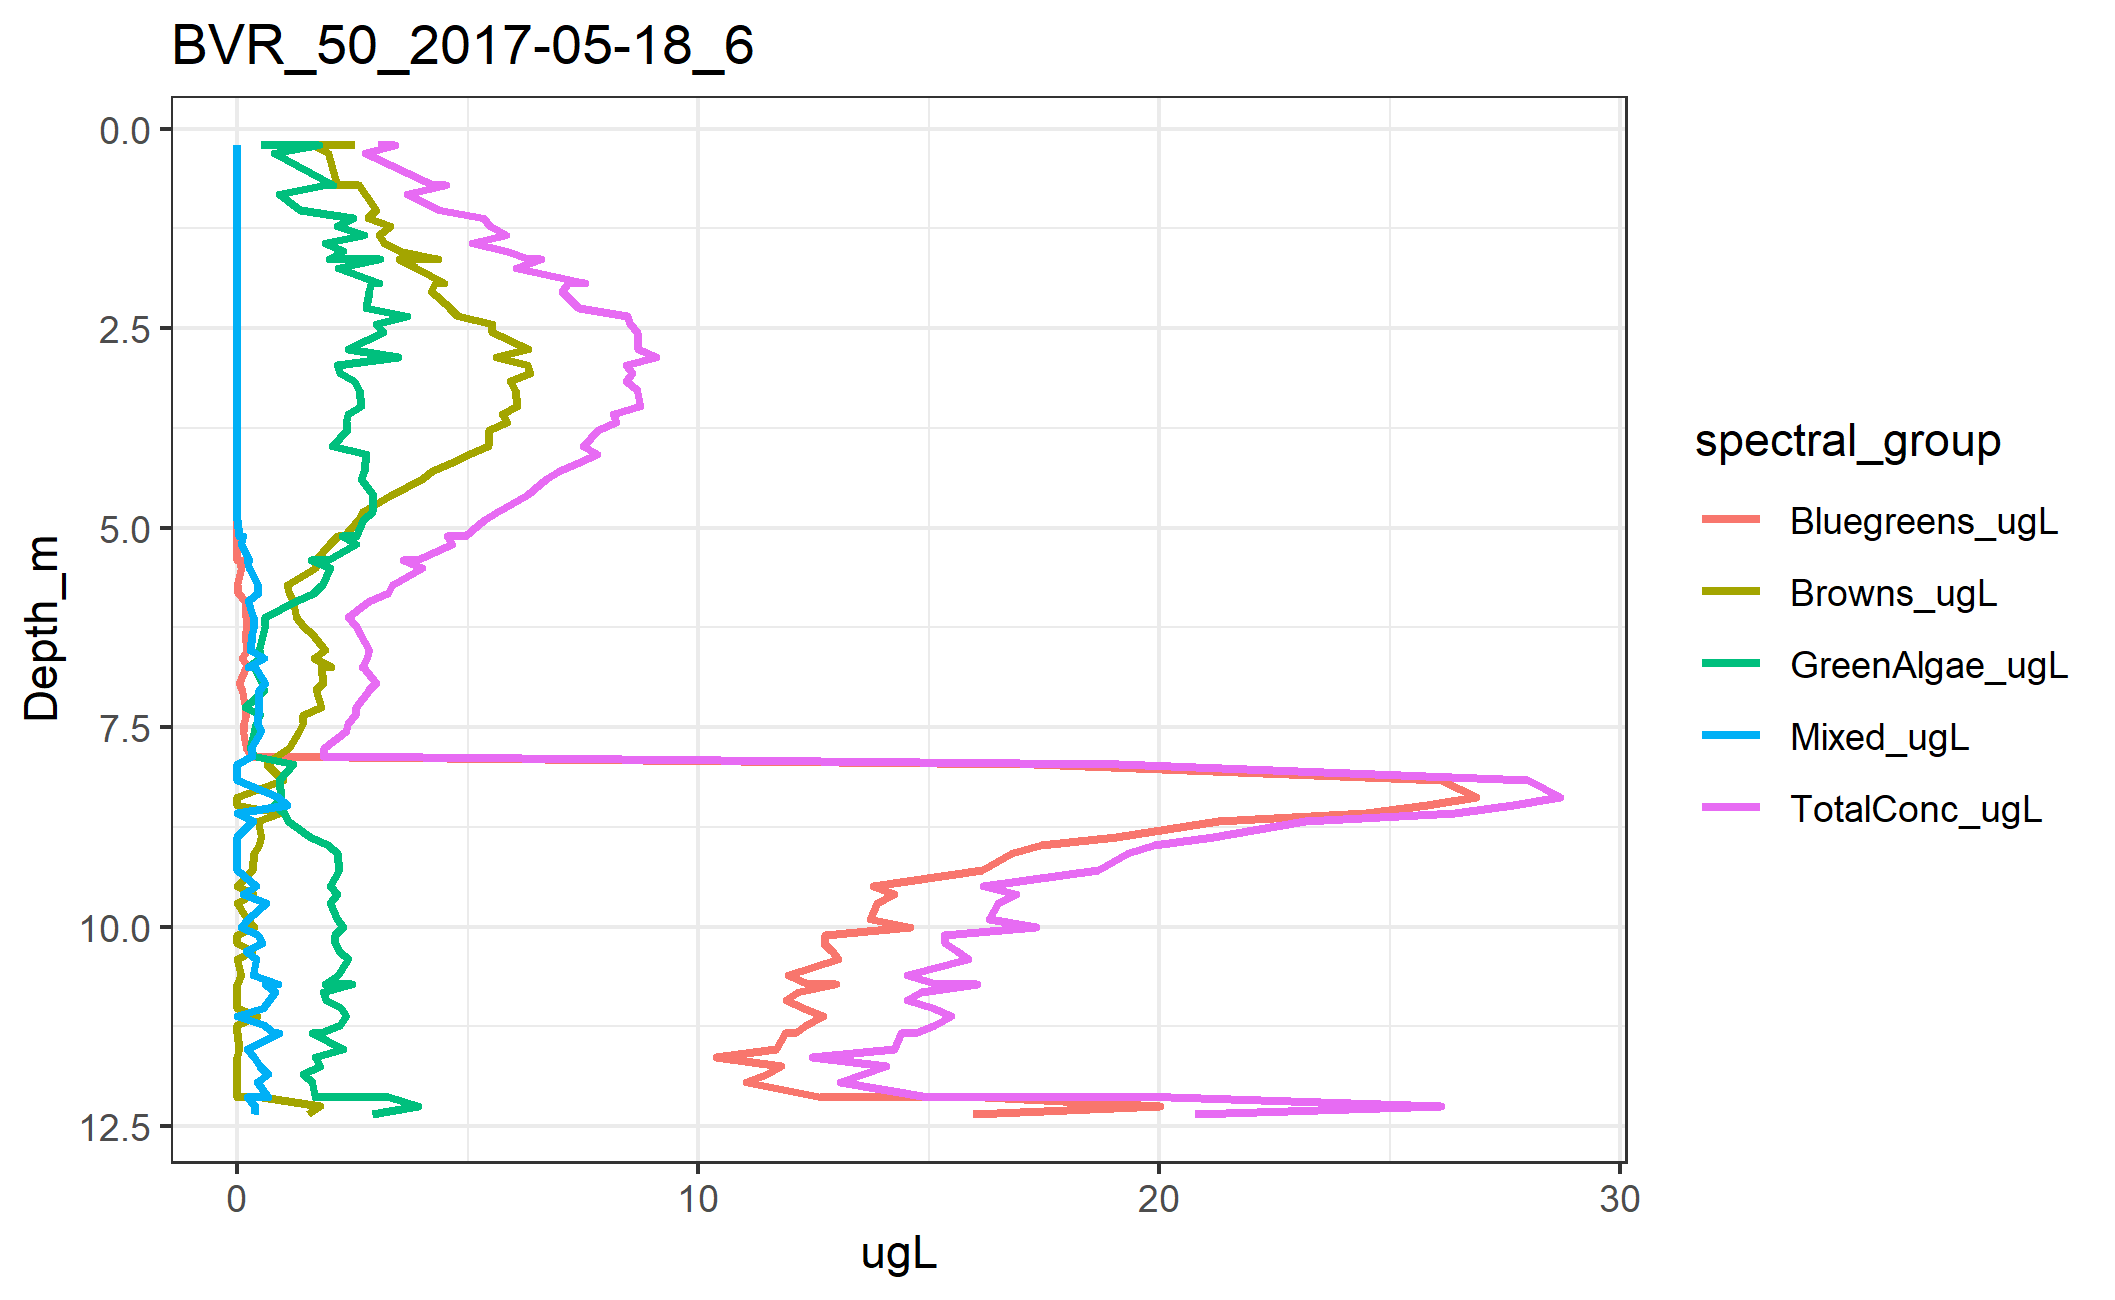 BVR_50_2017-05-18_6
0.0
2.5
5.0
7.5
10.0
12.5
Depth_m
0 10 20 30
ugL
spectral_group
Bluegreens_ugL
Browns_ugL
GreenAlgae_ugL
Mixed_ugL
TotalConc_ugL